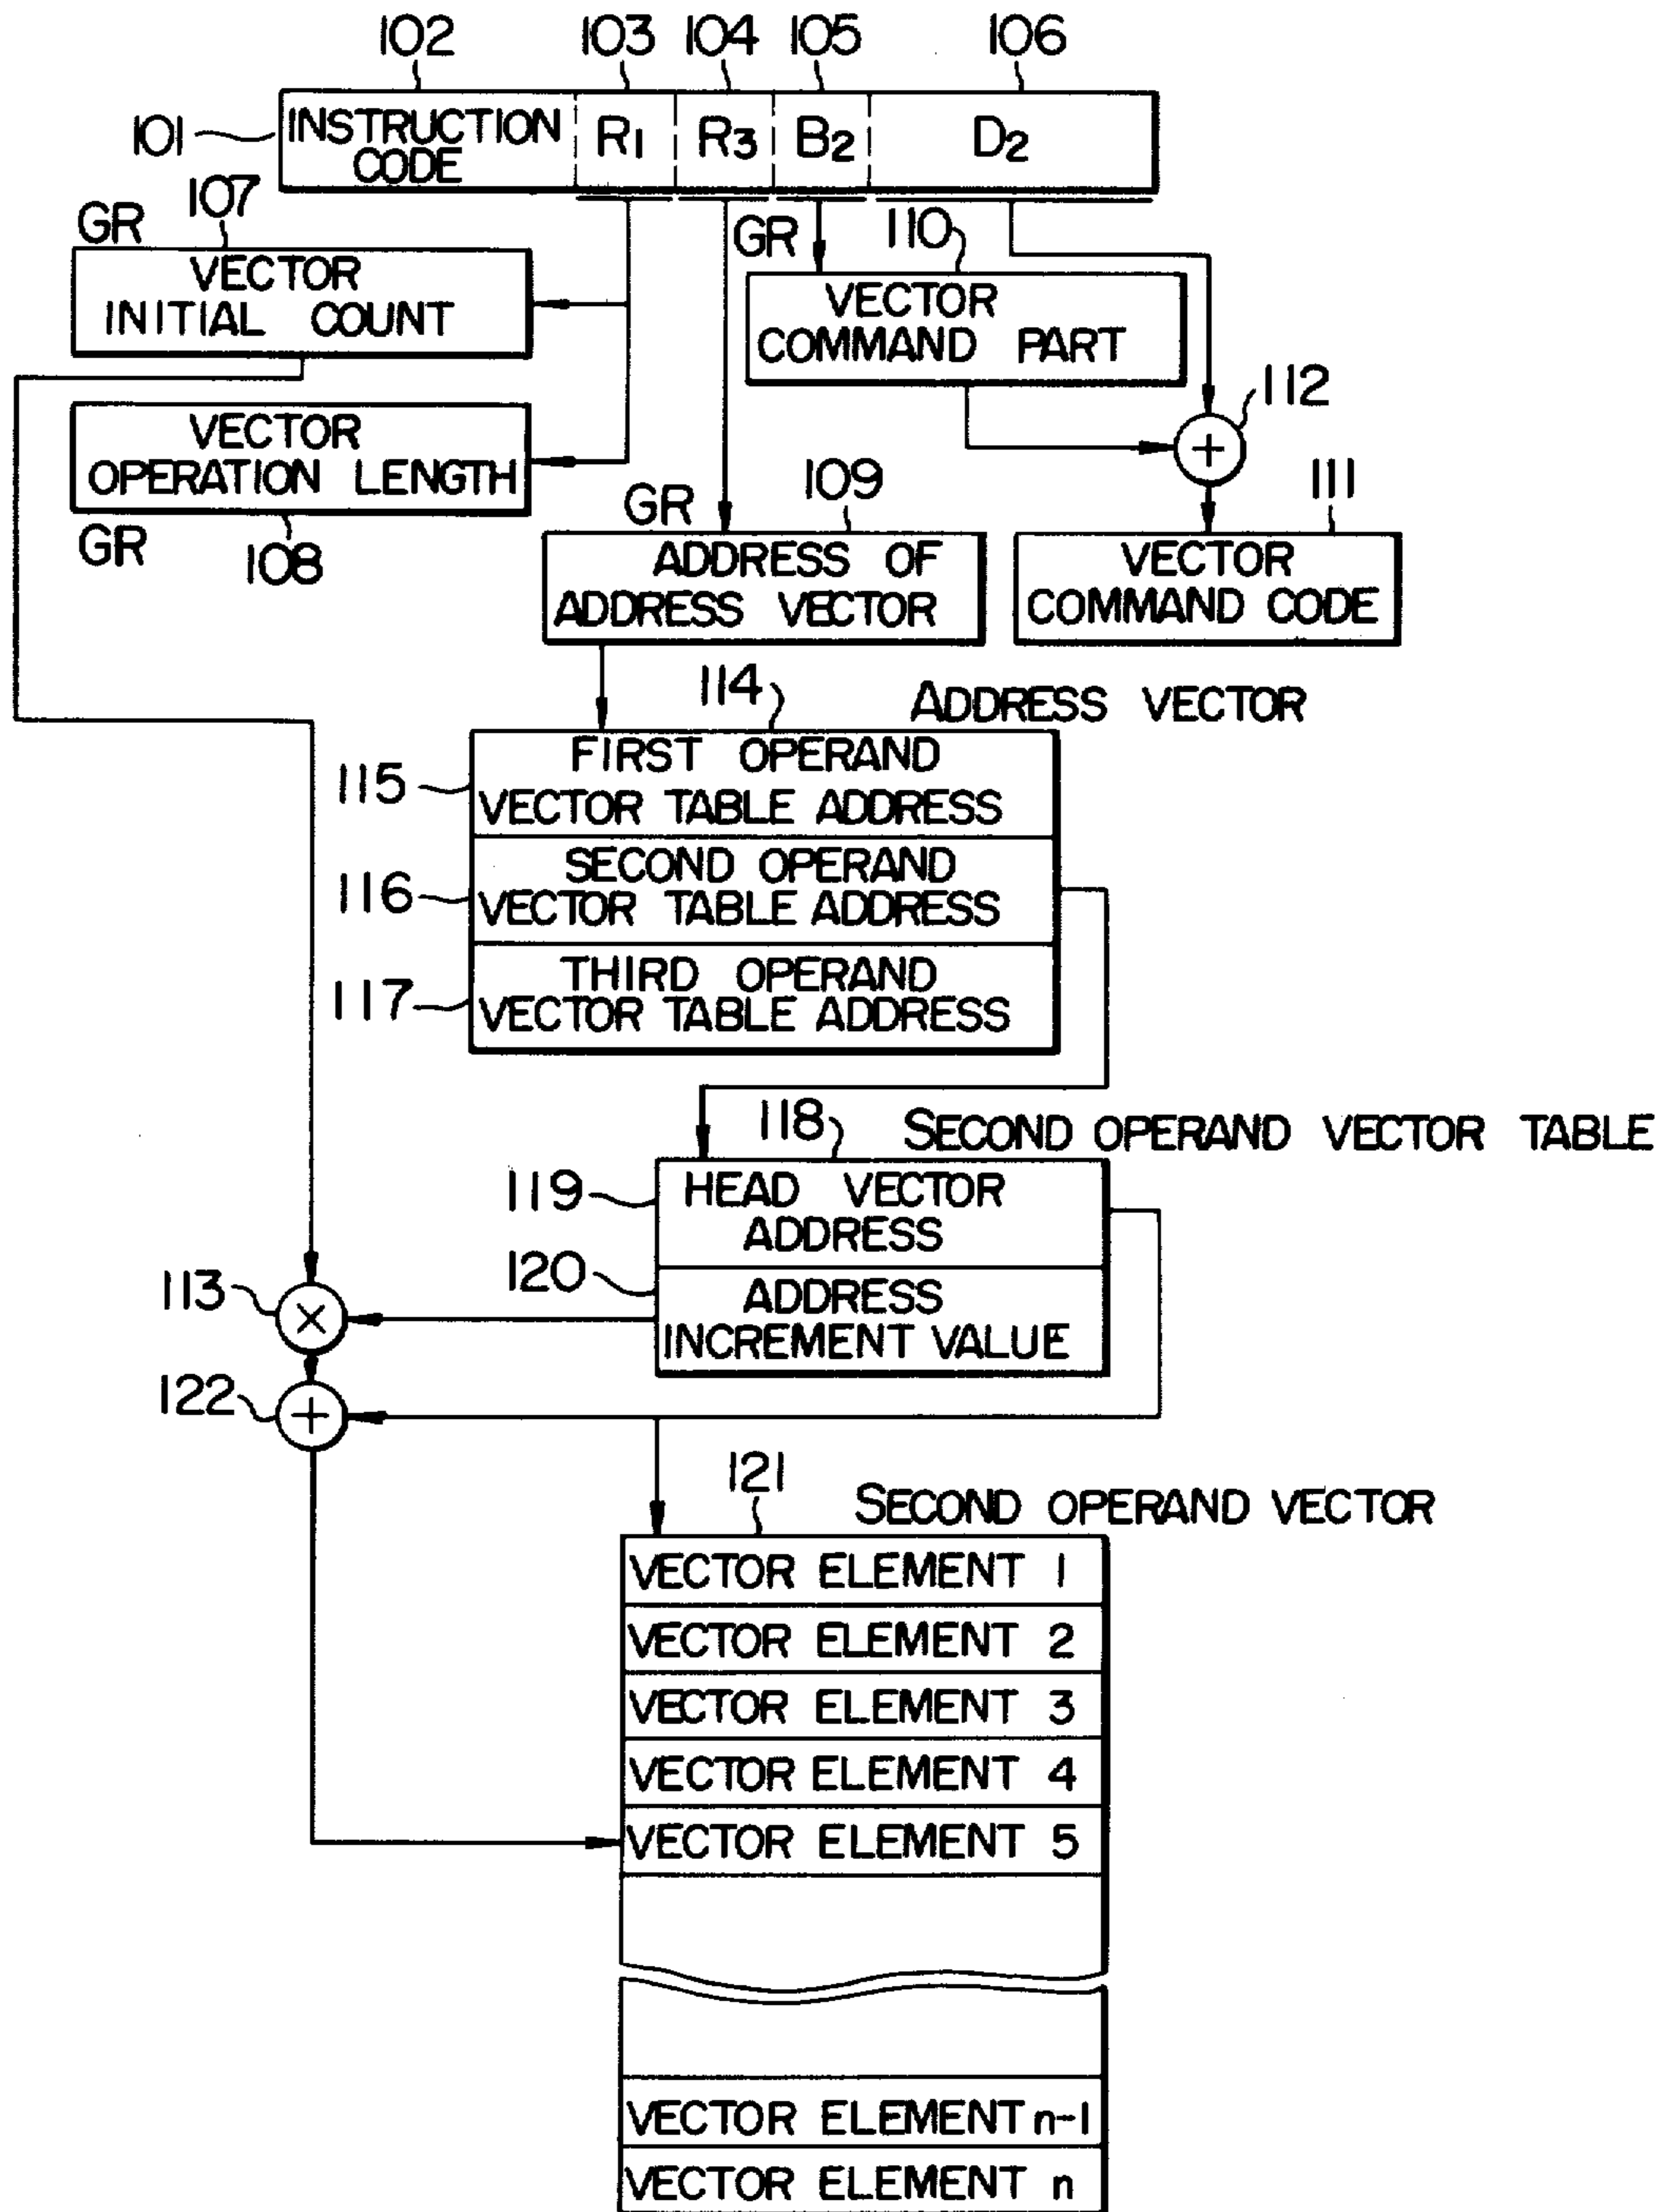 102 103 104 105 106
101 INSTRUCTION CODE R1 R3 B2 D2
GR 107
VECTOR
INITIAL COUNT
GR 110
VECTOR
COMMAND PART
112
+
VECTOR
OPERATION LENGTH
GR 108
GR 109
ADDRESS OF
ADDRESS VECTOR
111
VECTOR
COMMAND CODE
114 ADDRESS VECTOR
115 FIRST OPERAND
VECTOR TABLE ADDRESS
116 SECOND OPERAND
VECTOR TABLE ADDRESS
117 THIRD OPERAND
VECTOR TABLE ADDRESS
118 SECOND OPERAND VECTOR TABLE
119 HEAD VECTOR
ADDRESS
120 ADDRESS
INCREMENT VALUE
113 ×
122 +
121 SECOND OPERAND VECTOR
VECTOR ELEMENT 1
VECTOR ELEMENT 2
VECTOR ELEMENT 3
VECTOR ELEMENT 4
VECTOR ELEMENT 5
VECTOR ELEMENT n-1
VECTOR ELEMENT n